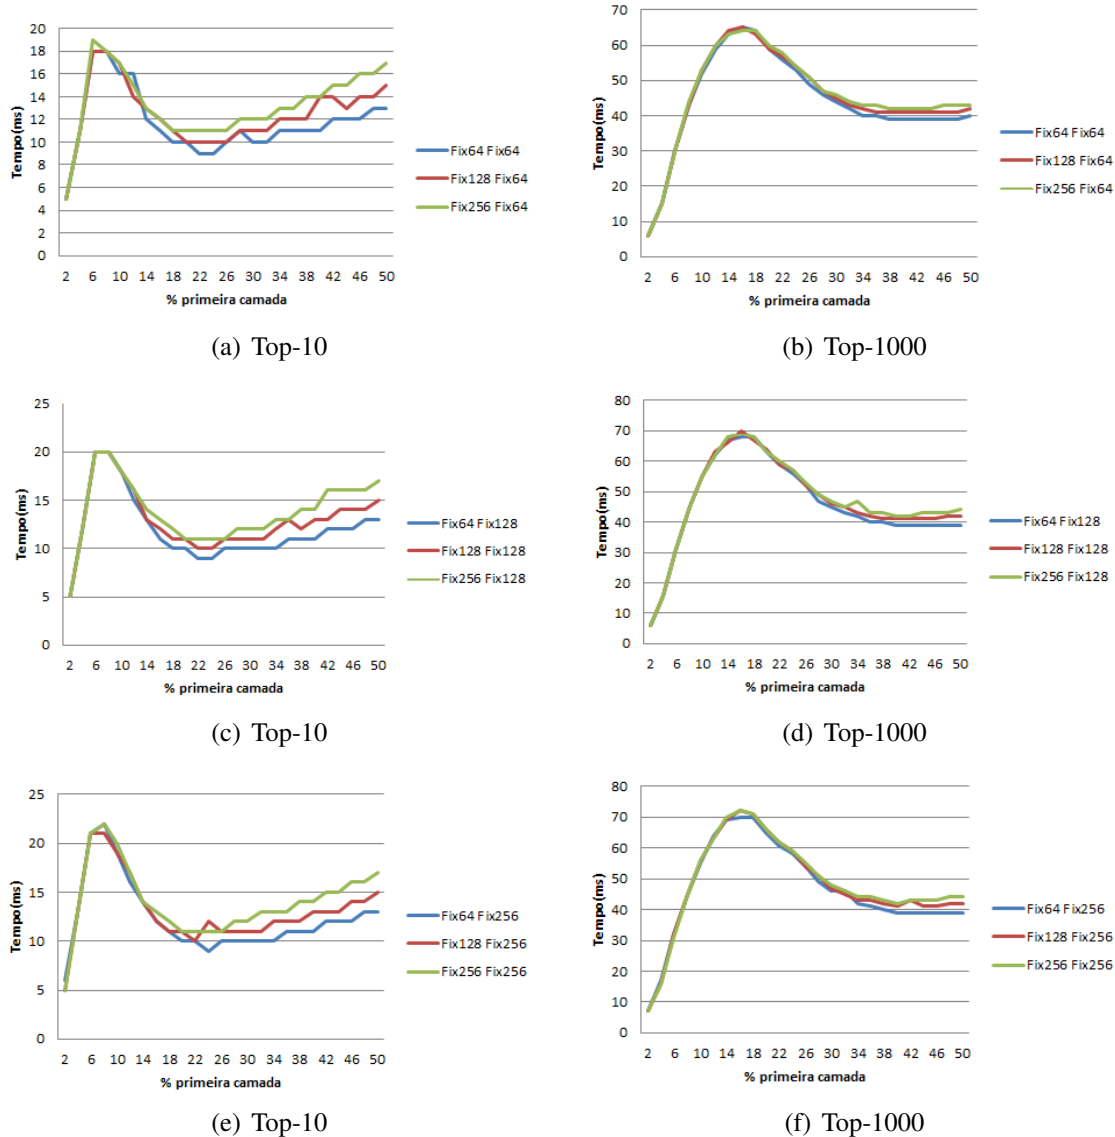 20
18
16
14
12
10
8
6
4
2
0
Tempo(ms)
2 6 10 14 18 22 26 30 34 38 42 46 50
% primeira camada
Fix64 Fix64
Fix128 Fix64
Fix256 Fix64
(a) Top-10
70
60
50
40
30
20
10
0
Tempo(ms)
2 6 10 14 18 22 26 30 34 38 42 46 50
% primeira camada
Fix64 Fix64
Fix128 Fix64
Fix256 Fix64
(b) Top-1000
25
20
15
10
5
0
Tempo(ms)
2 6 10 14 18 22 26 30 34 38 42 46 50
% primeira camada
Fix64 Fix128
Fix128 Fix128
Fix256 Fix128
(c) Top-10
80
70
60
50
40
30
20
10
0
Tempo(ms)
2 6 10 14 18 22 26 30 34 38 42 46 50
% primeira camada
Fix64 Fix128
Fix128 Fix128
Fix256 Fix128
(d) Top-1000
25
20
15
10
5
0
Tempo(ms)
2 6 10 14 18 22 26 30 34 38 42 46 50
% primeira camada
Fix64 Fix256
Fix128 Fix256
Fix256 Fix256
(e) Top-10
80
70
60
50
40
30
20
10
0
Tempo(ms)
2 6 10 14 18 22 26 30 34 38 42 46 50
% primeira camada
Fix64 Fix256
Fix128 Fix256
Fix256 Fix256
(f) Top-1000